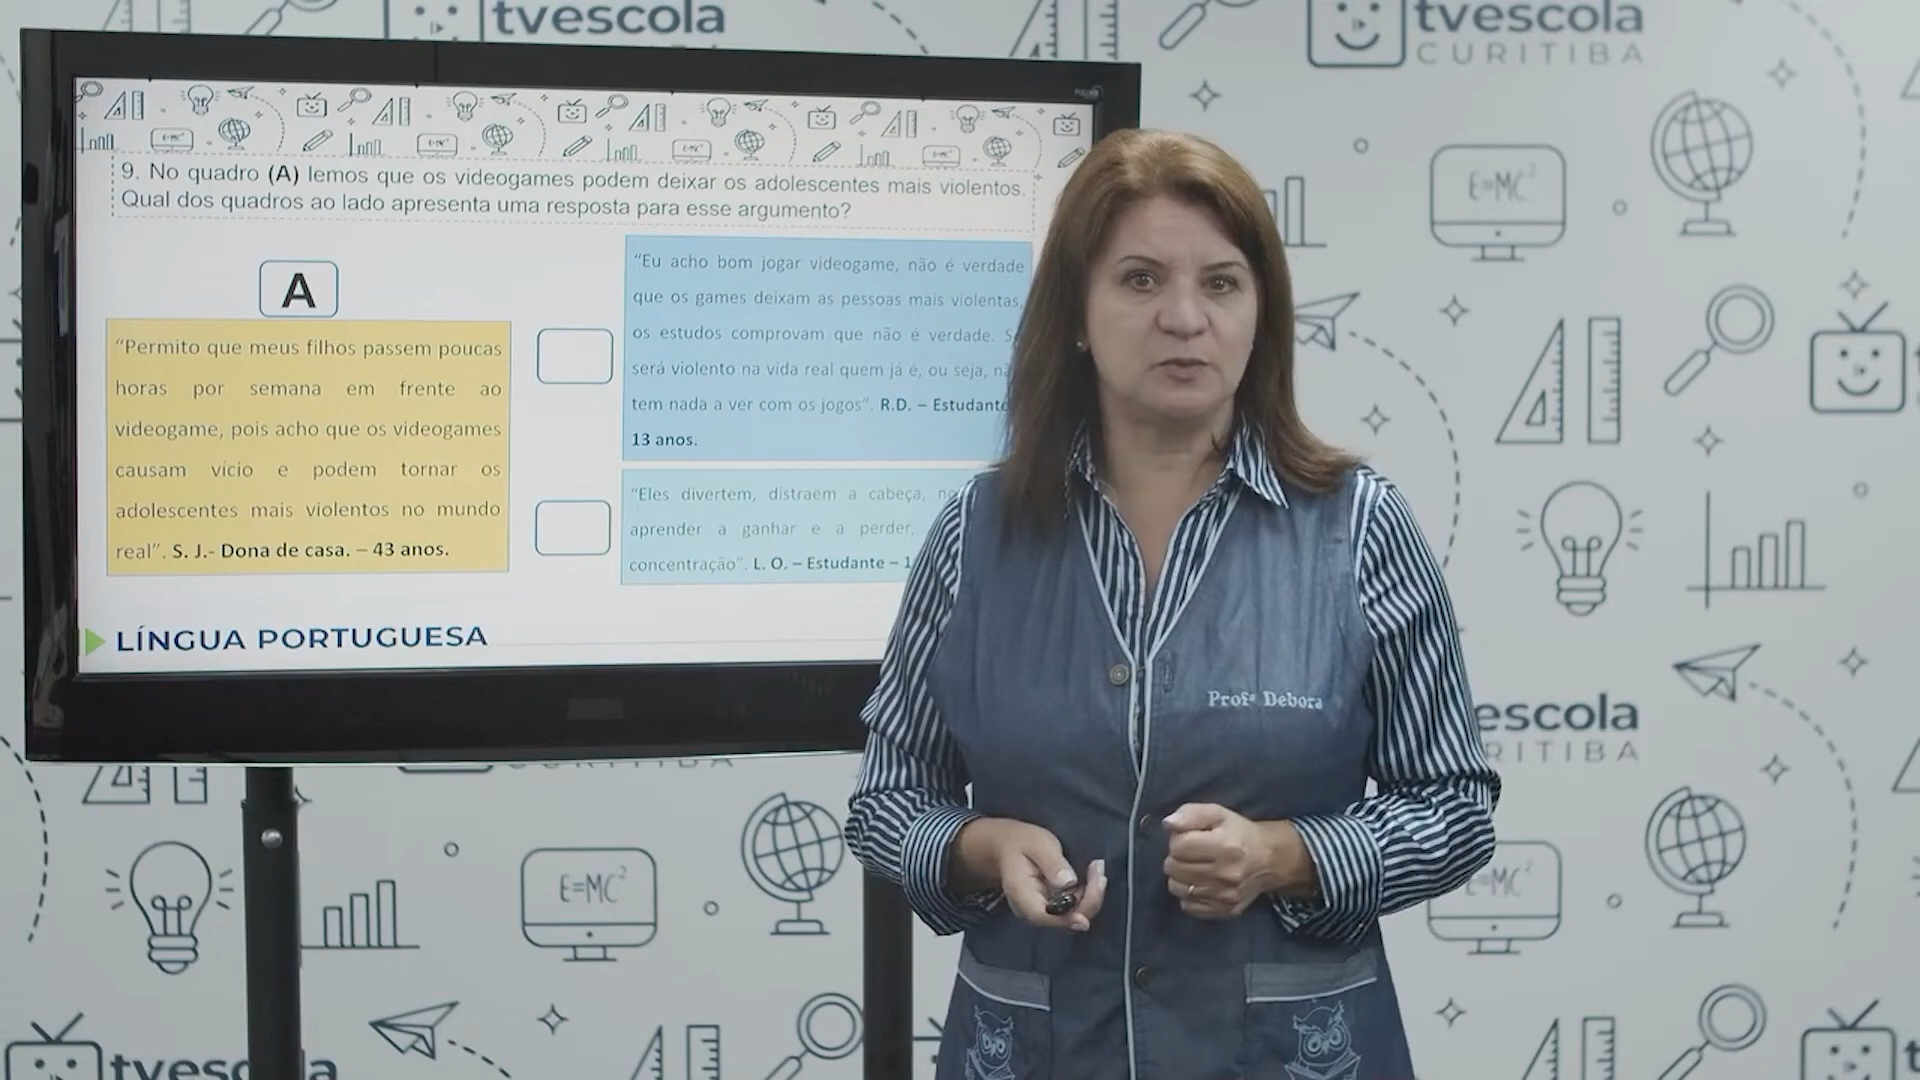 tvescola
tvescola
CURITIBA
9. No quadro (A) lemos que os videogames podem deixar os adolescentes mais violentos.
Qual dos quadros ao lado apresenta uma resposta para esse argumento?
A
“Permito que meus filhos passem poucas
horas por semana em frente ao
videogame, pois acho que os videogames
causam vício e podem tornar os
adolescentes mais violentos no mundo
real”. S. J.- Dona de casa. – 43 anos.
“Eu acho bom jogar videogame, não é verdade
que os games deixam as pessoas mais violentas,
os estudos comprovam que não é verdade.
será violento na vida real quem já é, ou seja,
tem nada a ver com os jogos”. R.D. – Estudante
13 anos.
“Eles divertem, distraem a cabeça,
aprender a ganhar e a perder,
concentração”. L. O. – Estudante – 1
LÍNGUA PORTUGUESA
Profª Debora
E=MC²
escola
RITIBA
CURITIBA
E=MC²
E=MC²
tvescola